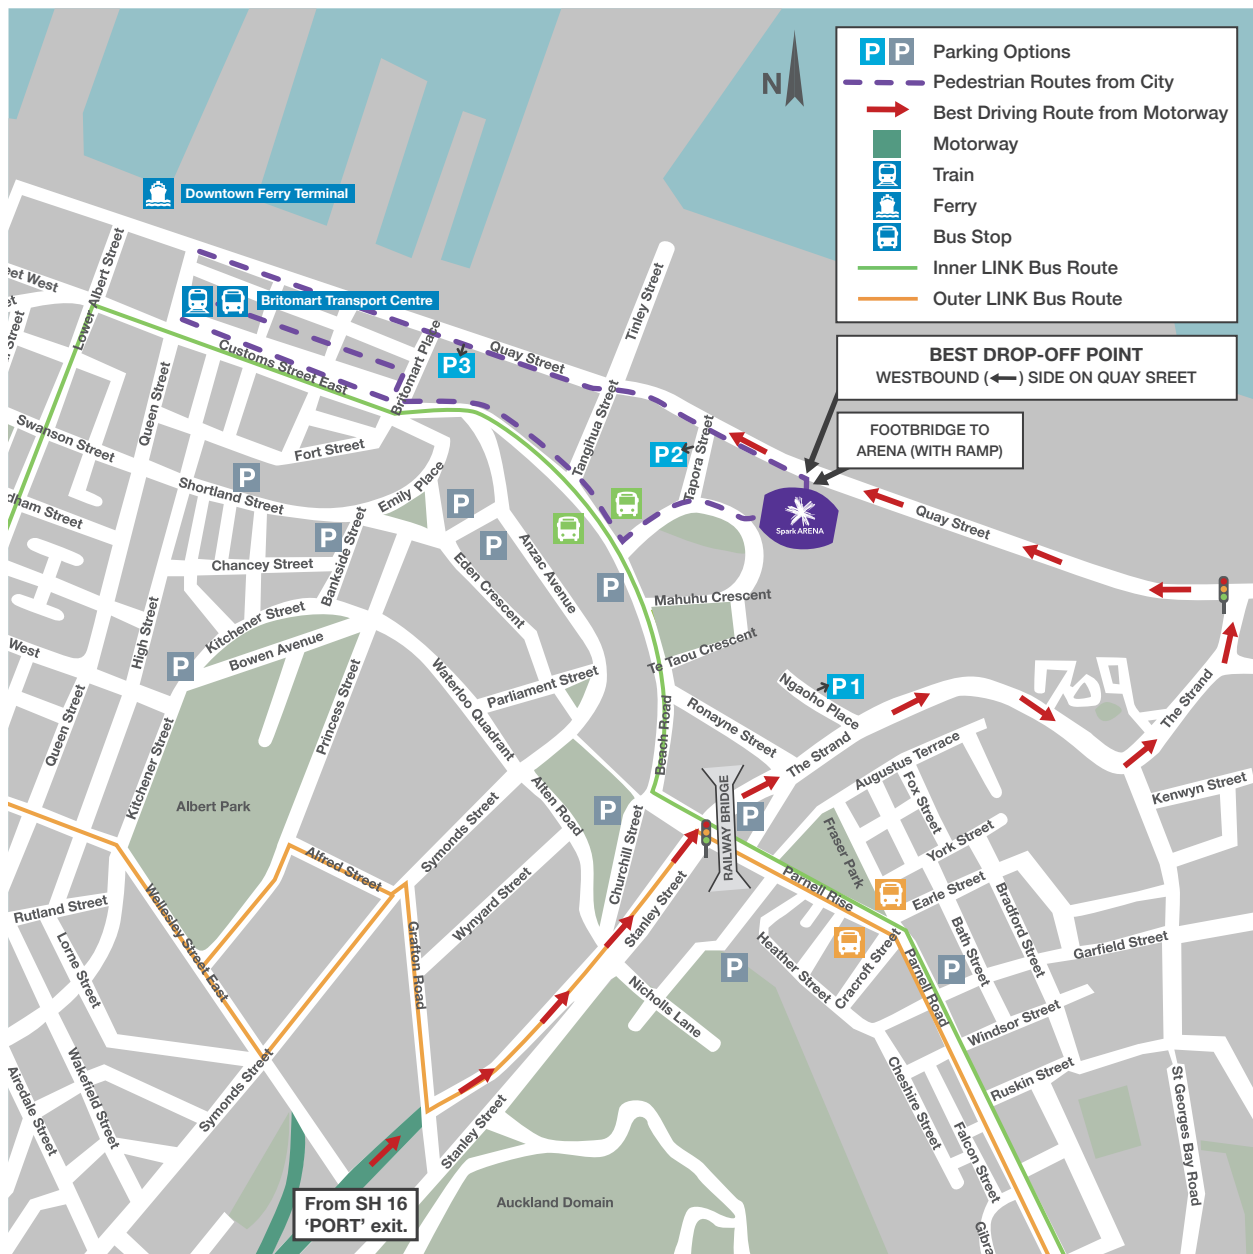 P P Parking Options
Pedestrian Routes from City
Best Driving Route from Motorway
Motorway
Train
Ferry
Bus Stop
Inner LINK Bus Route
Outer LINK Bus Route
N
BEST DROP-OFF POINT
WESTBOUND ( ) SIDE ON QUAY SREET
FOOTBRIDGE TO
ARENA (WITH RAMP)
Downtown Ferry Terminal
Britomart Transport Centre
eet West
Lower Albert Street
Customs Street East
Britomart Place
P3
Quay Street
Tinley Street
Tangihua Street
P2
Tapora Street
Spark ARENA
Quay Street
Queen Street
Swanson Street
Fort Street
P
Shortland Street
Emily Place
P
P
P
dham Street
Chancey Street
Bankside Street
Eden Crescent
Anzac Avenue
P
Mahuhu Crescent
Te Taou Crescent
High Street
Kitchener Street
Bowen Avenue
P
West
Queen Street
Kitchener Street
Princess Street
Waterloo Quadrant
Parliament Street
Beach Road
Ronayne Street
Ngaoho Place
P1
The Strand
The Strand
Augustus Terrace
Kenwyn Street
Albert Park
Alten Road
P
Churchill Street
RAILWAY BRIDGE
P
Fraser Park
Fox Street
York Street
Symonds Street
Alfred Street
Parnell Rise
Earle Street
Bradford Street
Bath Street
Garfield Street
Rutland Street
Lorne Street
Wellesley Street East
Grafton Road
Wynyard Street
Stanley Street
P
Heather Street
Cracroft Street
Parnell Road
P
Windsor Street
Nicholls Lane
Ruskin Street
Wakefield Street
Airedale Street
Symonds Street
Stanley Street
Cheshire Street
Falcon Street
St Georges Bay Road
Gibra
Auckland Domain
From SH 16
‘PORT’ exit.